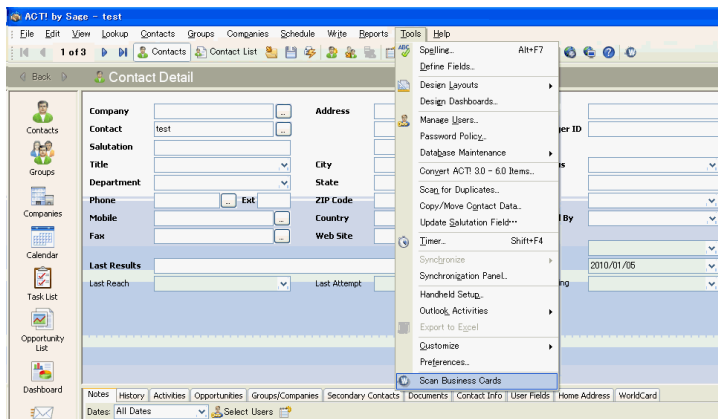 ACT! by Sage - test
File Edit View Lookup Contacts Groups Companies Schedule Write Reports Tools Help
1 of 3 Contacts Contact List
Back Contact Detail
Contacts
Groups
Companies
Calendar
Task List
Opportunity List
Dashboard
Company
Contact test
Salutation
Title
Department
Phone Ext
Mobile
Fax
Last Results
Last Reach
Address
City
State
ZIP Code
Country
Web Site
Last Attempt
ABC Spelling... Alt+F7
Define Fields...
Design Layouts
Design Dashboards...
Manage Users...
Password Policy...
Database Maintenance
Convert ACT! 3.0 - 6.0 Items...
Scan for Duplicates...
Copy/Move Contact Data...
Update Salutation Field...
Timer... Shift+F4
Synchronize
Synchronization Panel...
Handheld Setup...
Outlook Activities
Export to Excel
Customize
Preferences...
Scan Business Cards
ger ID
us
d By
2010/01/05
ing
Notes History Activities Opportunities Groups/Companies Secondary Contacts Documents Contact Info User Fields Home Address WorldCard
Dates: All Dates Select Users